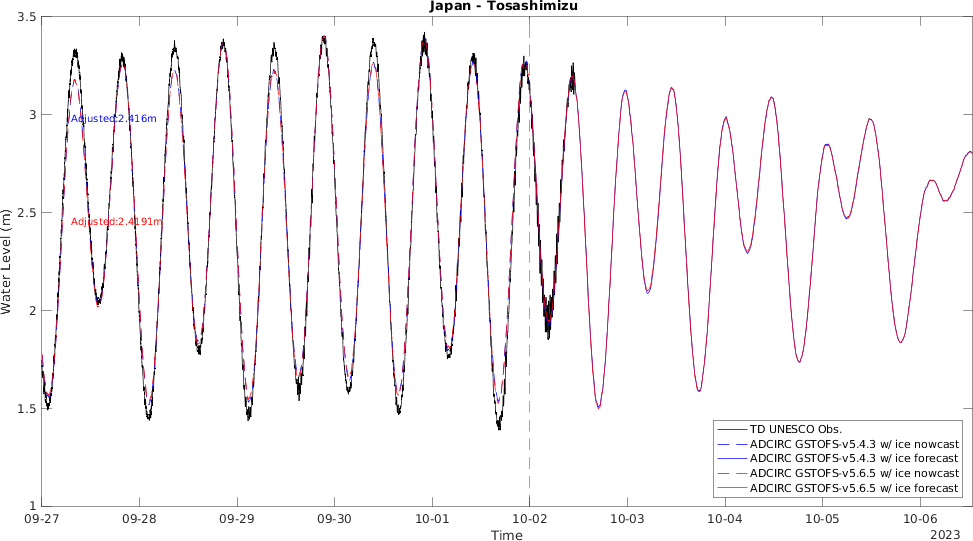 Japan - Tosashimizu
3.5
3
2.5
2
1.5
1
Water Level (m)
Adjusted:2.416m
Adjusted:2.4191m
TD UNESCO Obs.
ADCIRC GSTOFS-v5.4.3 w/ ice nowcast
ADCIRC GSTOFS-v5.4.3 w/ ice forecast
ADCIRC GSTOFS-v5.6.5 w/ ice nowcast
ADCIRC GSTOFS-v5.6.5 w/ ice forecast
09-27 09-28 09-29 09-30 10-01 10-02 10-03 10-04 10-05 10-06
Time
2023